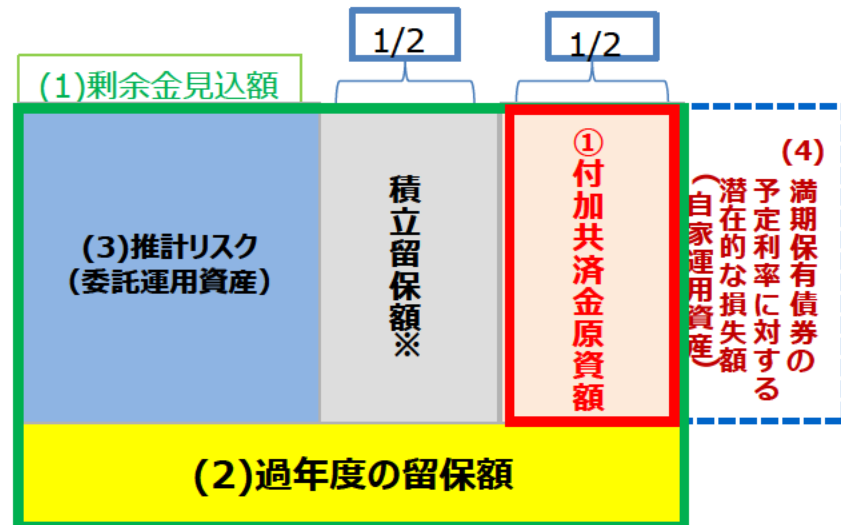 1/2
1/2
(1)剰余金見込額
(3)推計リスク
(委託運用資産)
積立留保額※
①付加共済金原資額
(4)
満期保有債券の
予定利率に対する
潜在的な損失額
(自家運用資産)
(2)過年度の留保額